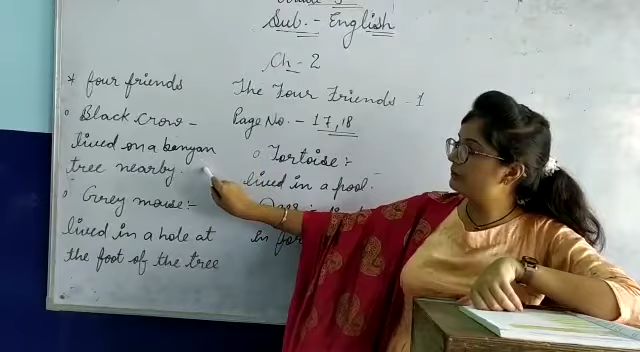 Sub. - English
Ch - 2
The Four Friends - 1
Page No. - 17, 18
* four friends
° Black Crow -
lived on a banyan
tree nearby.
° Grey mouse :-
lived in a hole at
the foot of the tree
° Tortoise :-
lived in a pool.
in